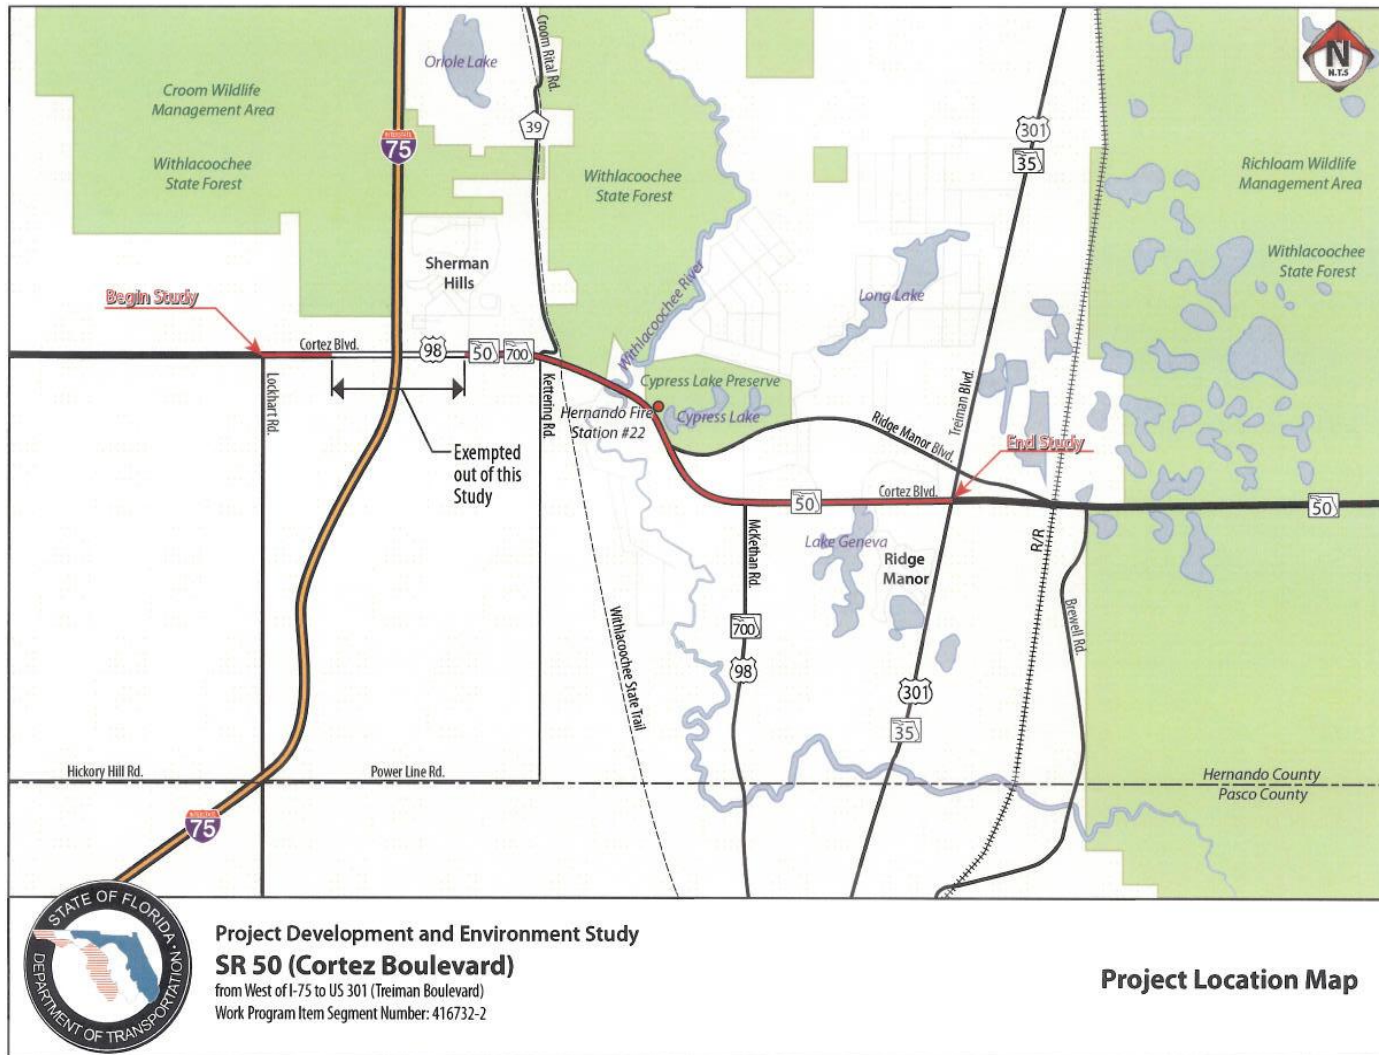 Oriole Lake
Croom Rital Rd.
N
N.T.S
Croom Wildlife
Management Area
Withlacoochee
State Forest
INTERSTATE
75
39
Withlacoochee
State Forest
301
35
Richloam Wildlife
Management Area
Withlacoochee
State Forest
Sherman
Hills
Withlacoochee River
Long Lake
Begin Study
Cortez Blvd.
98
50
700
Lockhart Rd.
Kettering Rd.
Cypress Lake Preserve
Cypress Lake
Hernando Fire
Station #22
Treiman Blvd.
Ridge Manor Blvd.
End Study
Exempted
out of this
Study
Cortez Blvd.
50
50
McKethan Rd.
Lake Geneva
Ridge
Manor
R/R
Brewell Rd.
Withlacoochee State Trail
700
98
301
35
Hickory Hill Rd.
Power Line Rd.
Hernando County
Pasco County
75
STATE OF FLORIDA • DEPARTMENT OF TRANSPORTATION
Project Development and Environment Study
SR 50 (Cortez Boulevard)
from West of I-75 to US 301 (Treiman Boulevard)
Work Program Item Segment Number: 416732-2
Project Location Map